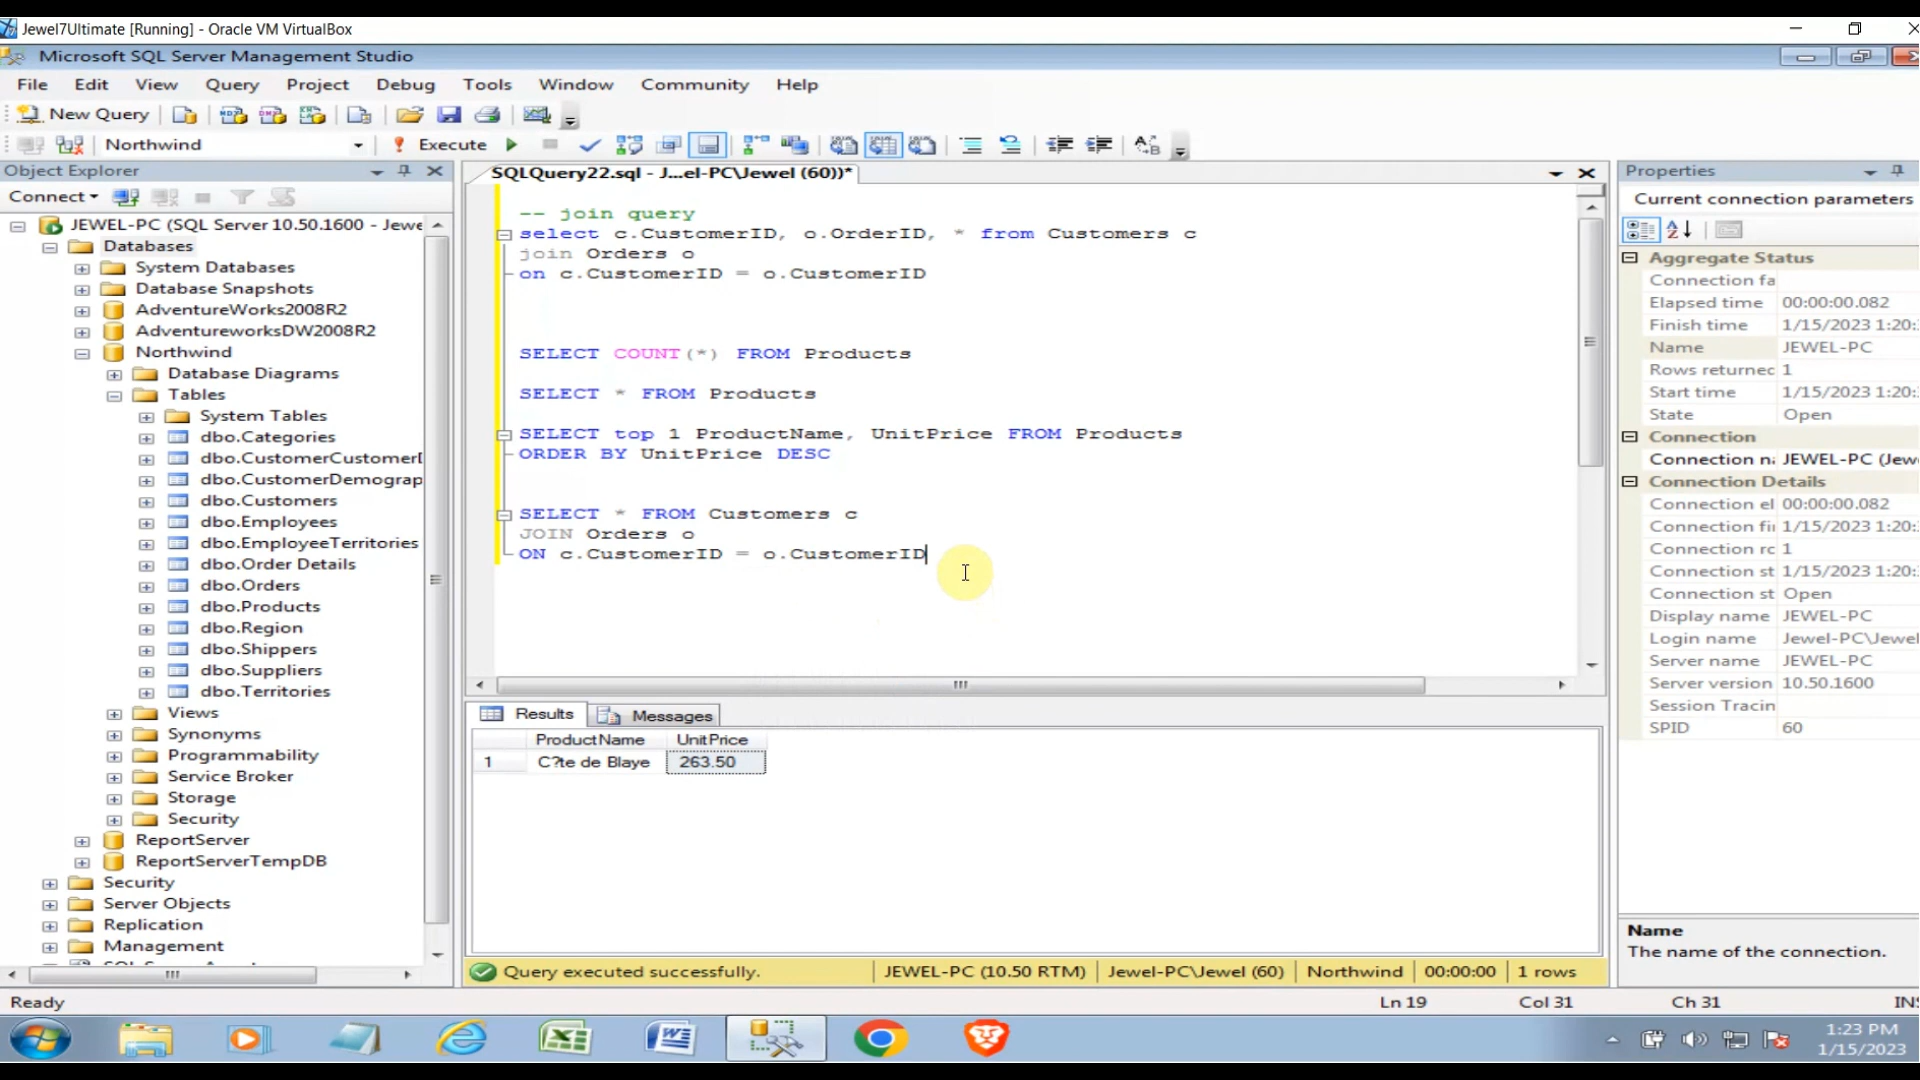 Jewel7Ultimate [Running] - Oracle VM VirtualBox
Microsoft SQL Server Management Studio
File Edit View Query Project Debug Tools Window Community Help
New Query
Northwind Execute
Object Explorer
Connect
JEWEL-PC (SQL Server 10.50.1600 - Jewe
Databases
System Databases
Database Snapshots
AdventureWorks2008R2
AdventureworksDW2008R2
Northwind
Database Diagrams
Tables
System Tables
dbo.Categories
dbo.CustomerCustomerD
dbo.CustomerDemograp
dbo.Customers
dbo.Employees
dbo.EmployeeTerritories
dbo.Order Details
dbo.Orders
dbo.Products
dbo.Region
dbo.Shippers
dbo.Suppliers
dbo.Territories
Views
Synonyms
Programmability
Service Broker
Storage
Security
ReportServer
ReportServerTempDB
Security
Server Objects
Replication
Management
SQLQuery22.sql - J...el-PC\Jewel (60))*
-- join query
select c.CustomerID, o.OrderID, * from Customers c
join Orders o
on c.CustomerID = o.CustomerID
SELECT COUNT(*) FROM Products
SELECT * FROM Products
SELECT top 1 ProductName, UnitPrice FROM Products
ORDER BY UnitPrice DESC
SELECT * FROM Customers c
JOIN Orders o
ON c.CustomerID = o.CustomerID
Results Messages
ProductName UnitPrice
1 C?te de Blaye 263.50
Query executed successfully. JEWEL-PC (10.50 RTM) Jewel-PC\Jewel (60) Northwind 00:00:00 1 rows
Properties
Current connection parameters
Aggregate Status
Connection fa
Elapsed time 00:00:00.082
Finish time 1/15/2023 1:20:
Name JEWEL-PC
Rows returned 1
Start time 1/15/2023 1:20:
State Open
Connection
Connection n JEWEL-PC (Jew
Connection Details
Connection el 00:00:00.082
Connection fi 1/15/2023 1:20:
Connection ro 1
Connection st 1/15/2023 1:20:
Connection st Open
Display name JEWEL-PC
Login name Jewel-PC\Jewel
Server name JEWEL-PC
Server version 10.50.1600
Session Tracin
SPID 60
Name
The name of the connection.
Ready Ln 19 Col 31 Ch 31 INS
1:23 PM
1/15/2023